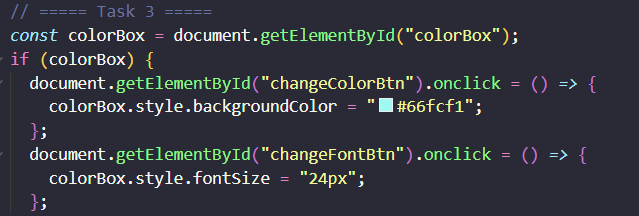 // ===== Task 3 =====
const colorBox = document.getElementById("colorBox");
if (colorBox) {
  document.getElementById("changeColorBtn").onclick = () => {
    colorBox.style.backgroundColor = "#66fcf1";
  };
  document.getElementById("changeFontBtn").onclick = () => {
    colorBox.style.fontSize = "24px";
  };